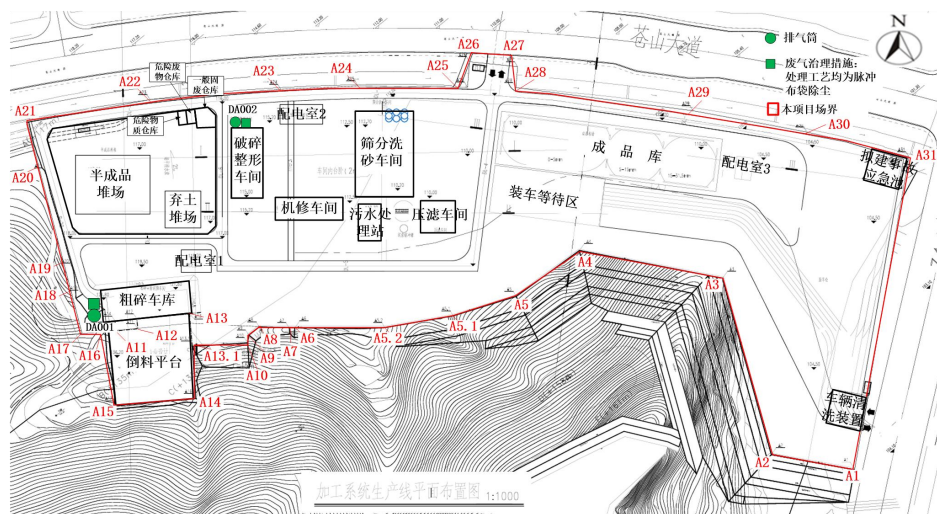 苍山大道
N
排气筒
废气治理措施：
处理工艺均为脉冲
布袋除尘
本项目场界
A26
A27
A25
A28
A24
A23
A22
A21
A29
A30
A31
危险废
物仓库
一般固
废仓库
危险物
质仓库
DA002
配电室2
破碎
整形
车间
筛分洗
砂车间
成品库
配电室3
拟建事故
应急池
A20
半成品
堆场
弃土
堆场
机修车间
污水处
理站
压滤车间
装车等待区
A19
配电室1
A4
A3
A18
粗碎车库
A5
DA001
A13
A5.1
A17
A16
A11
A12
A8
A7
A6
A5.2
倒料平台
A13.1
A9
A10
A15
A14
车辆清
洗装置
A2
A1
加工系统生产线平面布置图 1:1000